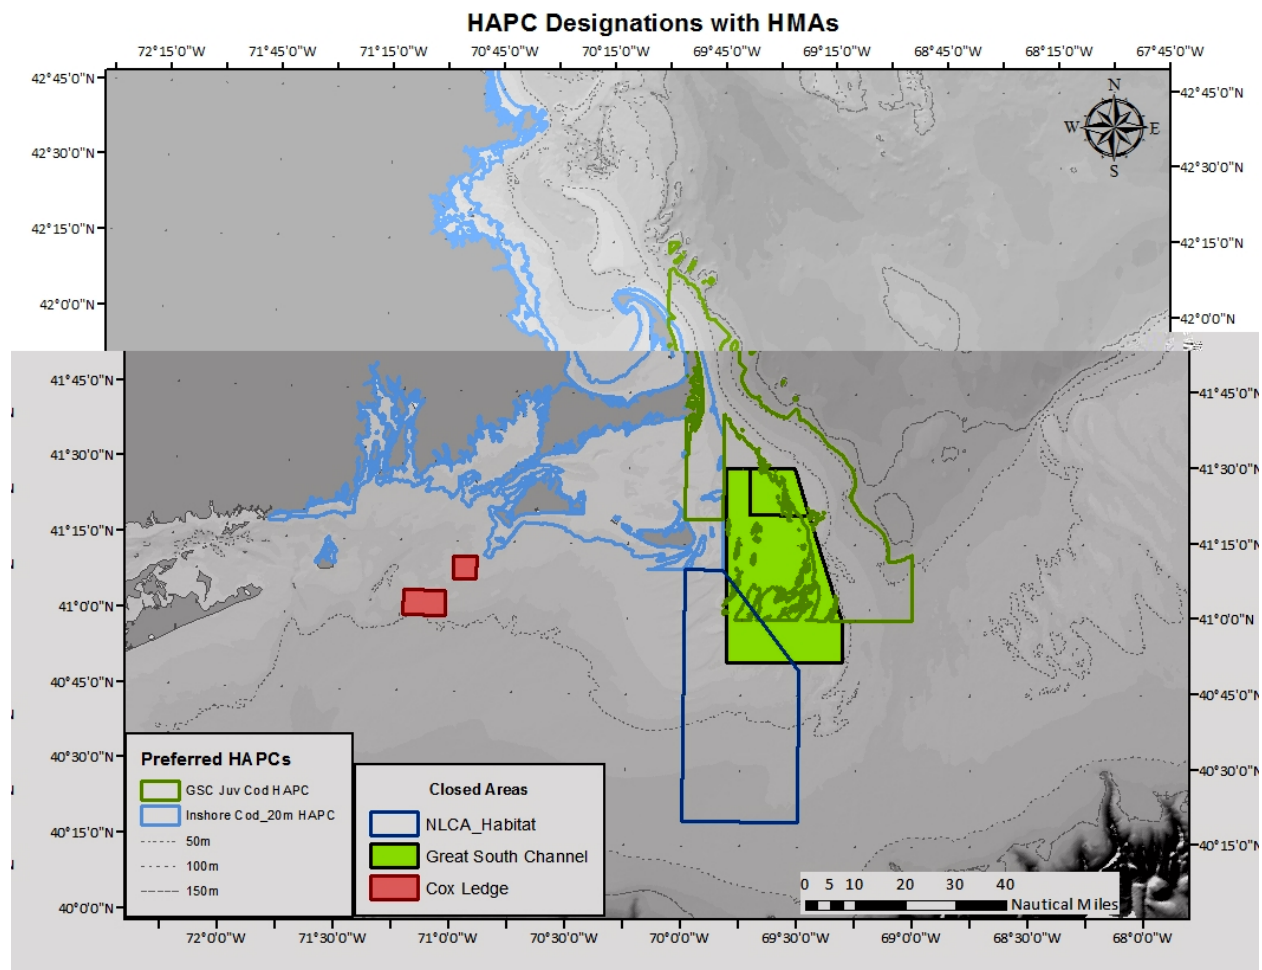 HAPC Designations with HMAs
72°15'0"W 71°45'0"W 71°15'0"W 70°45'0"W 70°15'0"W 69°45'0"W 69°15'0"W 68°45'0"W 68°15'0"W 67°45'0"W
42°45'0"N 42°45'0"N
N
W E
S
42°30'0"N 42°30'0"N
42°15'0"N 42°15'0"N
42°0'0"N 42°0'0"N
41°45'0"N 41°45'0"N
41°30'0"N 41°30'0"N
41°15'0"N 41°15'0"N
41°0'0"N 41°0'0"N
40°45'0"N 40°45'0"N
40°30'0"N 40°30'0"N
40°15'0"N 40°15'0"N
40°0'0"N
Preferred HAPCs
GSC Juv Cod HAPC
Inshore Cod_20m HAPC
50m
100m
150m
Closed Areas
NLCA_Habitat
Great South Channel
Cox Ledge
0 5 10 20 30 40
Nautical Miles
72°0'0"W 71°30'0"W 71°0'0"W 70°30'0"W 70°0'0"W 69°30'0"W 69°0'0"W 68°30'0"W 68°0'0"W